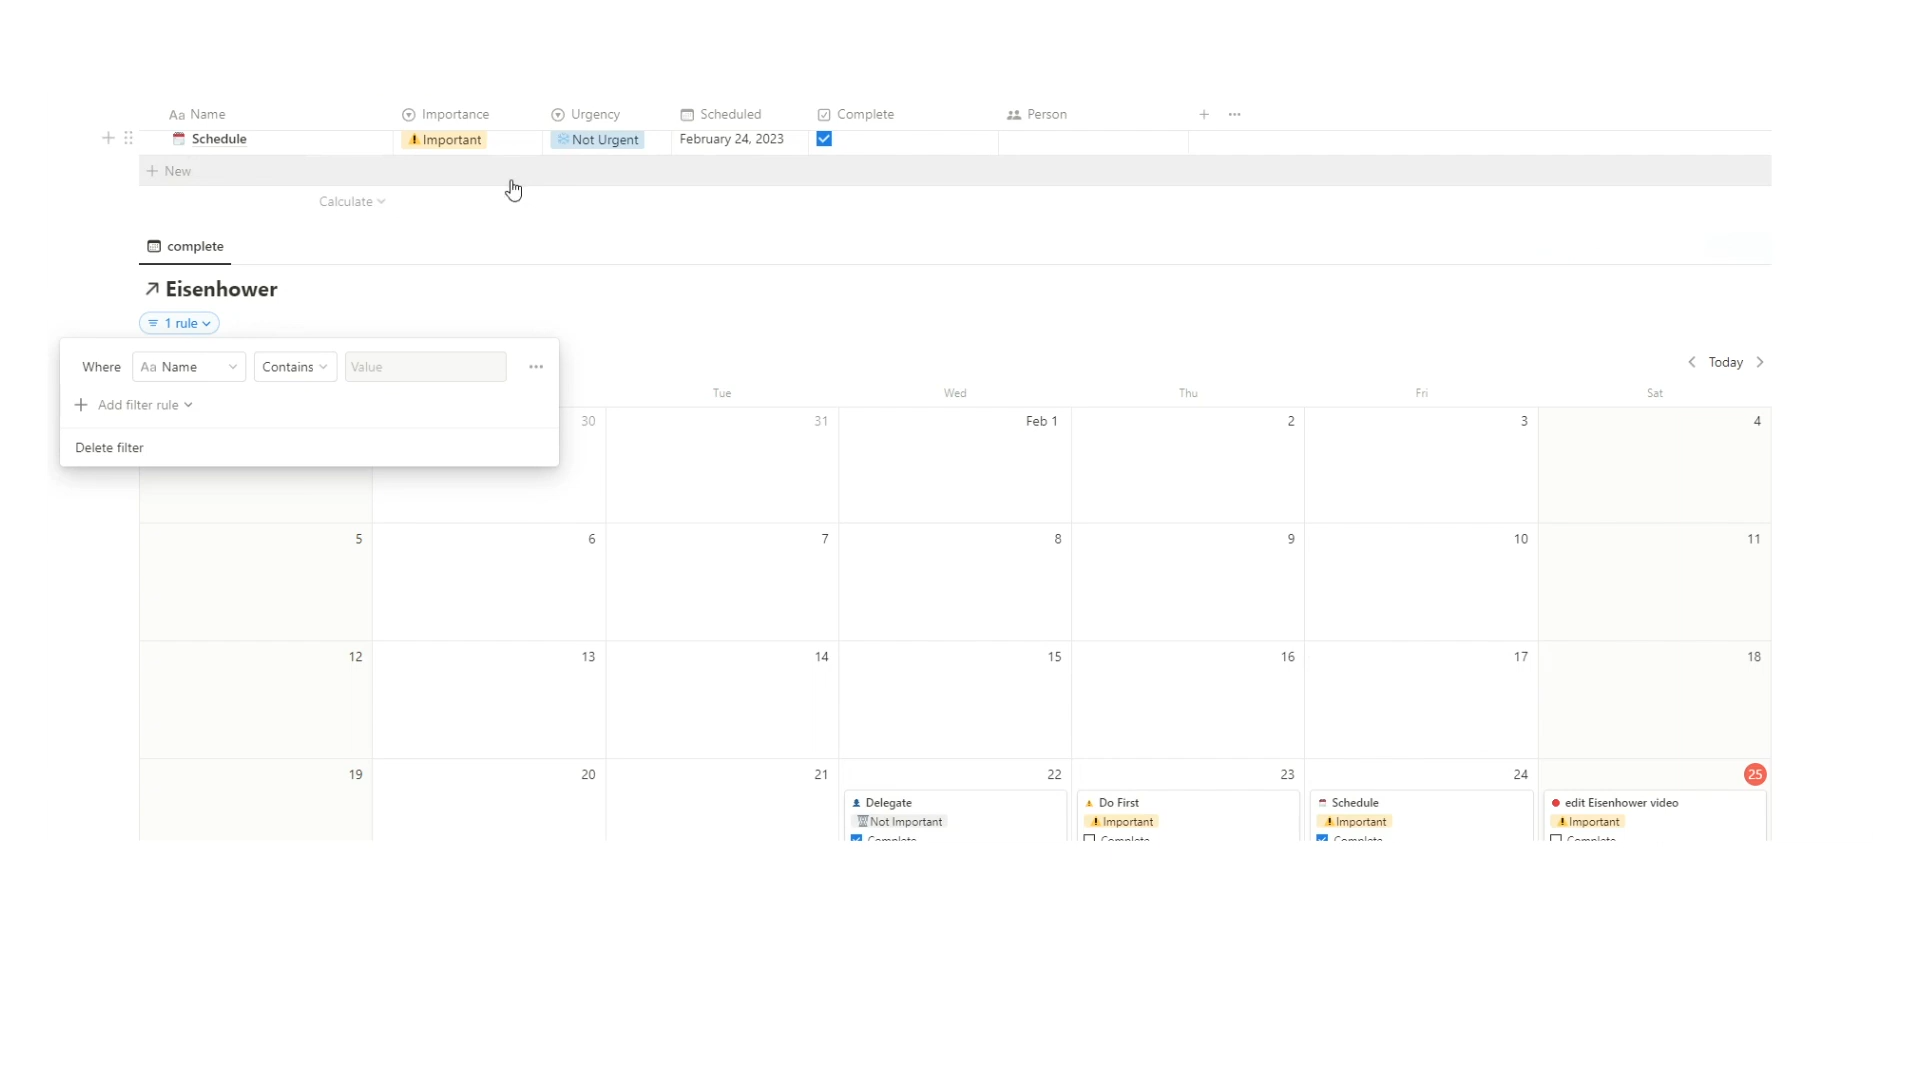 Aa Name Importance Urgency Scheduled Complete Person
Schedule Important Not Urgent February 24, 2023
New
Calculate
complete
Eisenhower
1 rule
Where Aa Name Contains Value
Add filter rule
Delete filter
Today
Tue Wed Thu Fri Sat
30 31 Feb 1 2 3 4
5 6 7 8 9 10 11
12 13 14 15 16 17 18
19 20 21 22 23 24 25
Delegate Do First Schedule edit Eisenhower video
Not Important Important Important Important
Complete Complete Complete Complete